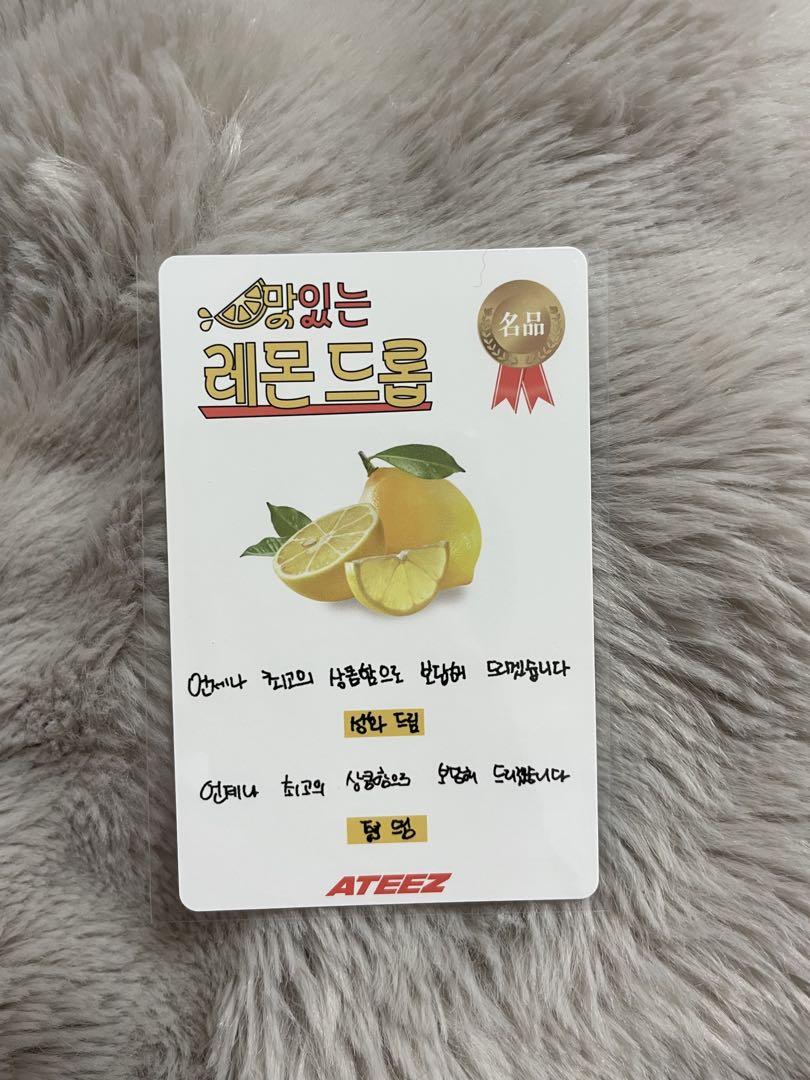 맛있는
레몬 드롭
名品
언제나 최고의 상큼함으로 보답해 드리겠습니다
성화 드림
언제나 최고의 상큼함으로 보답해 드리겠습니다
ATEEZ